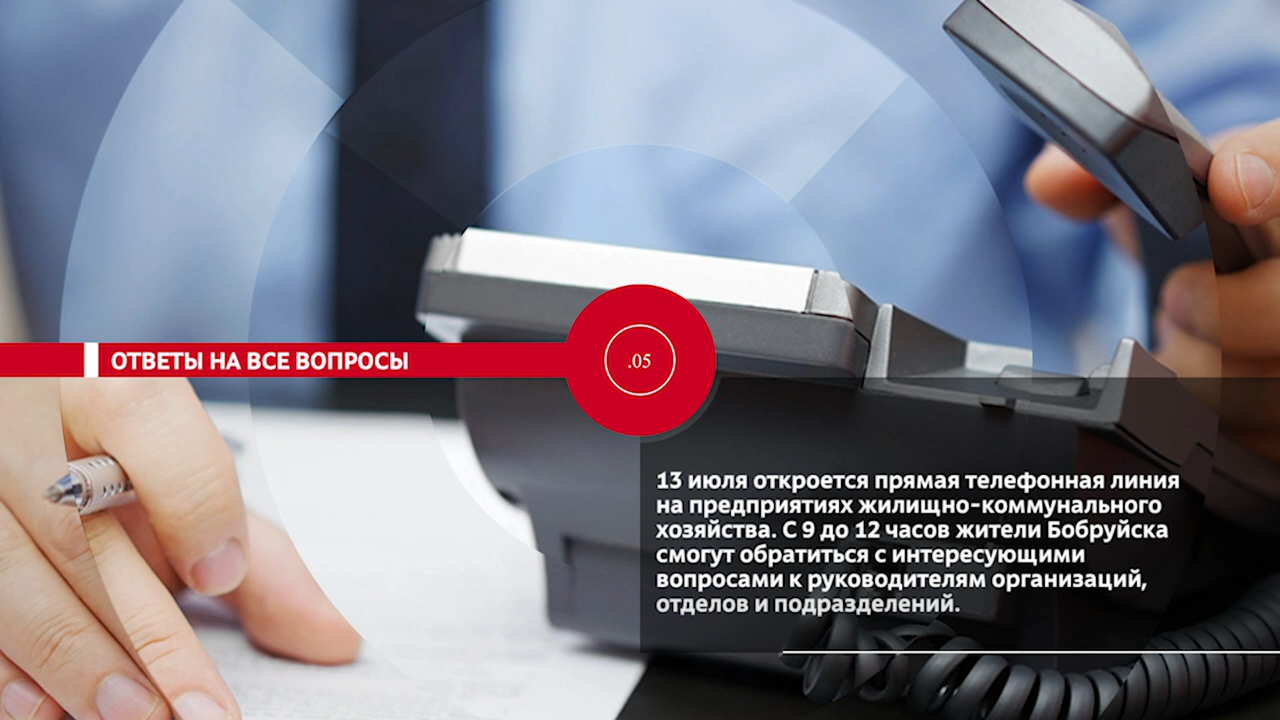 ОТВЕТЫ НА ВСЕ ВОПРОСЫ
.05
13 июля откроется прямая телефонная линия
на предприятиях жилищно-коммунального
хозяйства. С 9 до 12 часов жители Бобруйска
смогут обратиться с интересующими
вопросами к руководителям организаций,
отделов и подразделений.